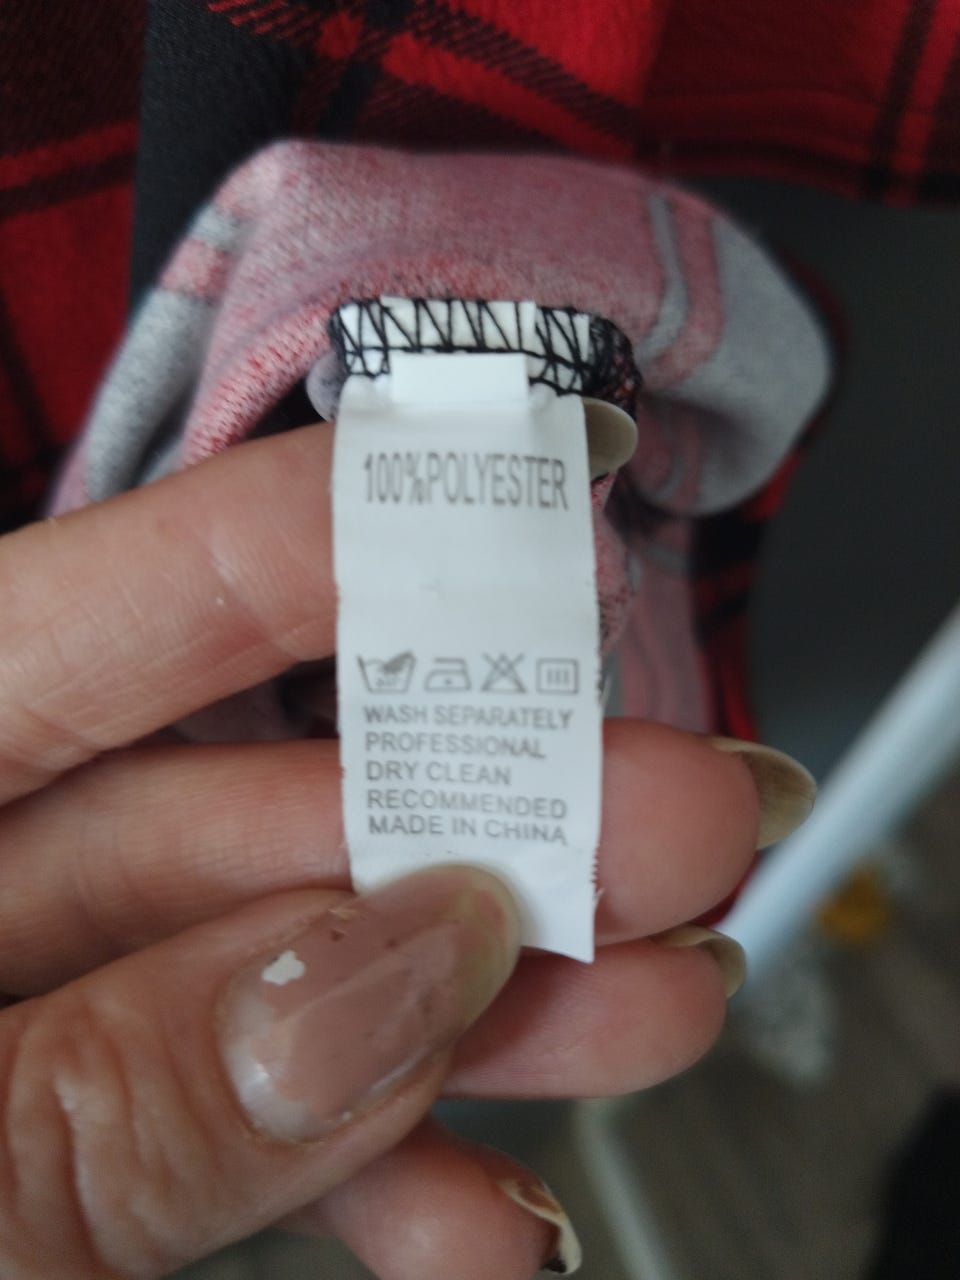 100%POLYESTER
WASH SEPARATELY
PROFESSIONAL
DRY CLEAN
RECOMMENDED
MADE IN CHINA